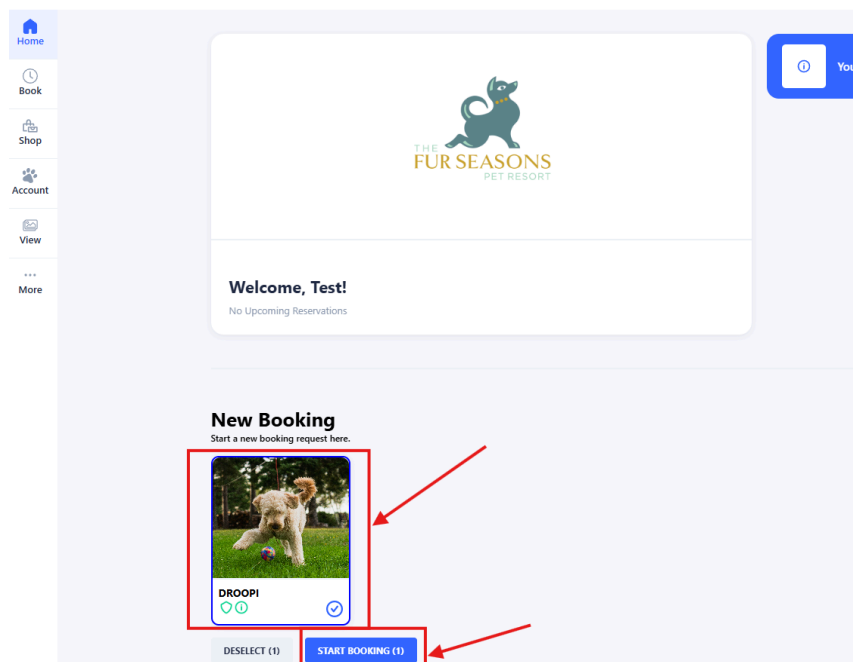 Home
Book
Shop
Account
View
More
THE
FUR SEASONS
PET RESORT
You
Welcome, Test!
No Upcoming Reservations
New Booking
Start a new booking request here.
DROOPI
DESELECT (1)
START BOOKING (1)